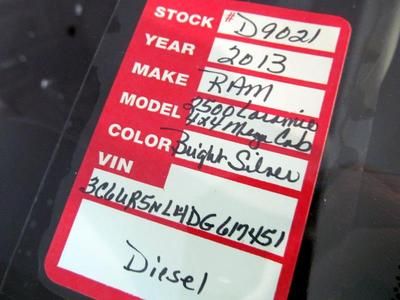 STOCK #D9021
YEAR 2013
MAKE RAM
MODEL 2500 Laramie
4x4 Mega Cab
COLOR Bright Silver
VIN
3C6UR5NL4DG617451
Diesel